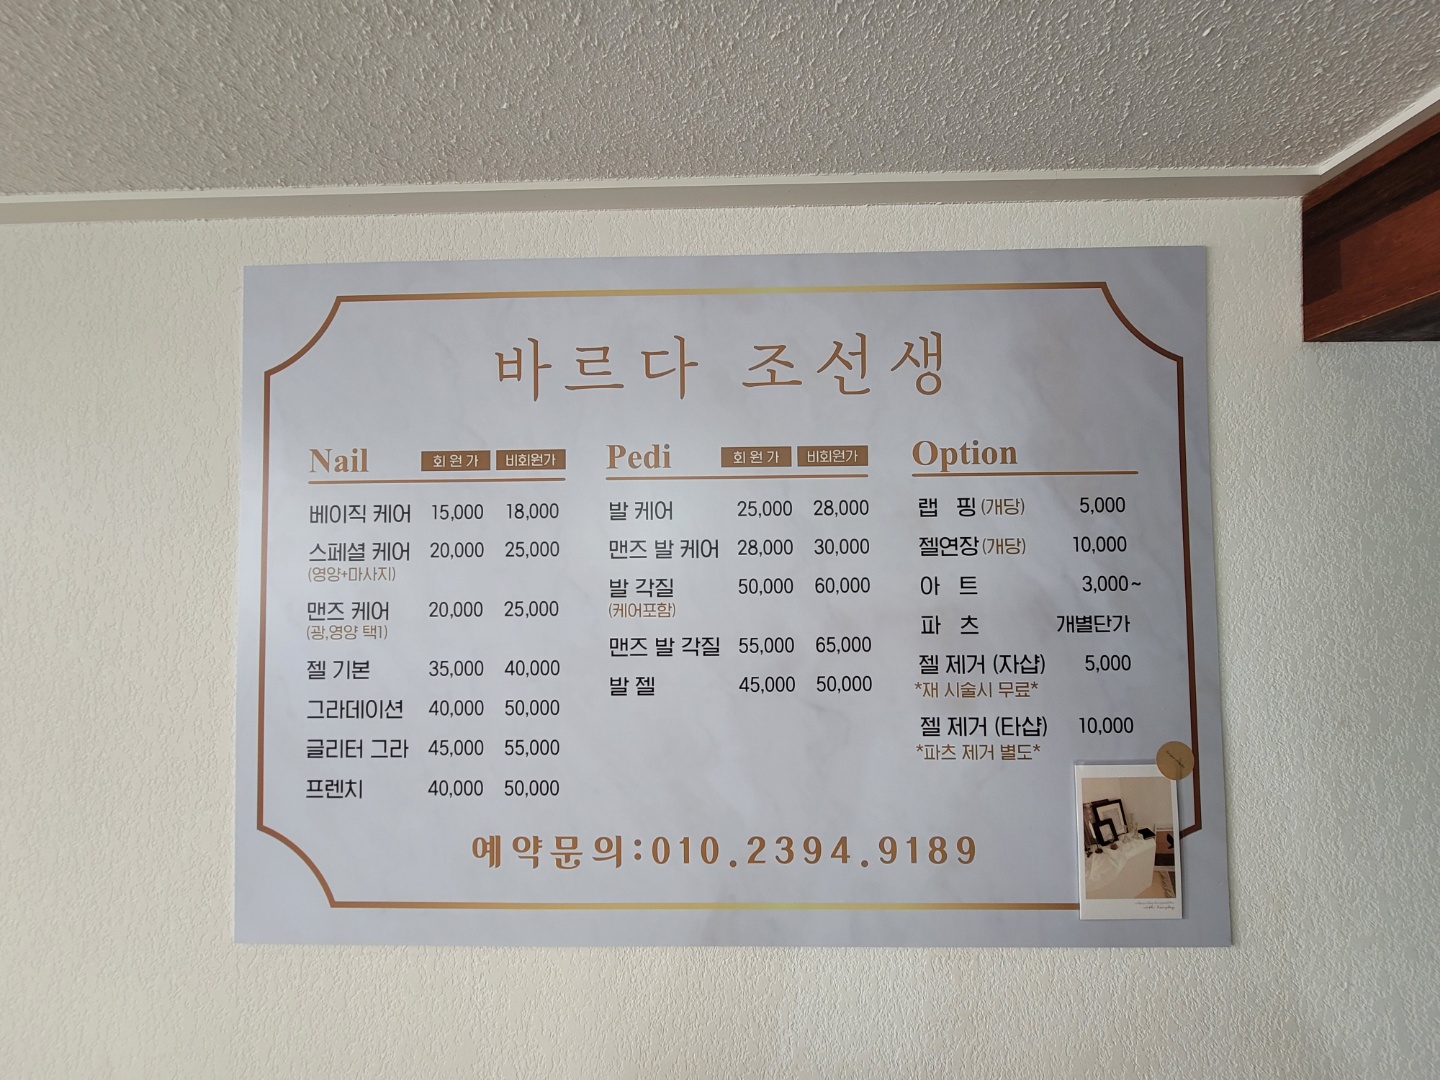 바르다 조선생
Nail 회원가 비회원가
베이직 케어 15,000 18,000
스페셜 케어 20,000 25,000
(영양+마사지)
맨즈 케어 20,000 25,000
(광,영양 택1)
젤 기본 35,000 40,000
그라데이션 40,000 50,000
글리터 그라 45,000 55,000
프렌치 40,000 50,000
Pedi 회원가 비회원가
발 케어 25,000 28,000
맨즈 발 케어 28,000 30,000
발 각질 50,000 60,000
(케어포함)
맨즈 발 각질 55,000 65,000
발 젤 45,000 50,000
Option
랩 핑 (개당) 5,000
젤연장 (개당) 10,000
아 트 3,000~
파 츠 개별단가
젤 제거 (자샵) 5,000
*재 시술시 무료*
젤 제거 (타샵) 10,000
*파츠 제거 별도*
예약문의:010.2394.9189